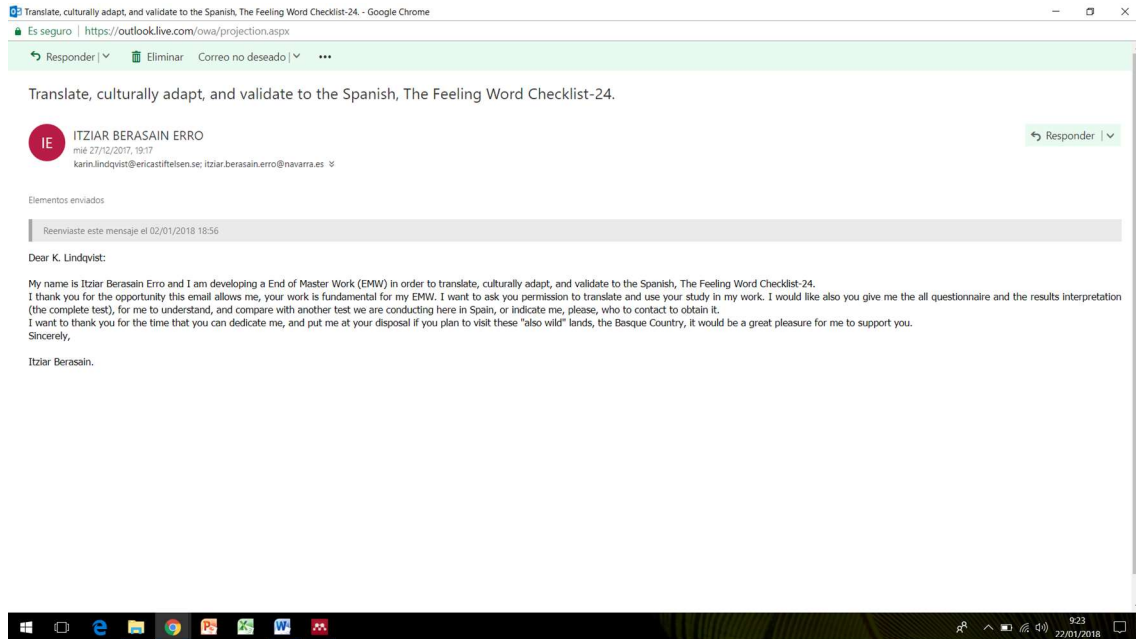 Translate, culturally adapt, and validate to the Spanish, The Feeling Word Checklist-24. - Google Chrome
Es seguro | https://outlook.live.com/owa/projection.aspx
Responder | Eliminar Correo no deseado | ...
Translate, culturally adapt, and validate to the Spanish, The Feeling Word Checklist-24.
IE
ITZIAR BERASAIN ERRO
Responder |
mié 27/12/2017, 19:17
karin.lindqvist@ericastiftelsen.se; itziar.berasain.erro@navarra.es
Elementos enviados
Reenviaste este mensaje el 02/01/2018 18:56
Dear K. Lindqvist:
My name is Itziar Berasain Erro and I am developing a End of Master Work (EMW) in order to translate, culturally adapt, and validate to the Spanish, The Feeling Word Checklist-24.
I thank you for the opportunity this email allows me, your work is fundamental for my EMW. I want to ask you permission to translate and use your study in my work. I would like also you give me the all questionnaire and the results interpretation
(the complete test), for me to understand, and compare with another test we are conducting here in Spain, or indicate me, please, who to contact to obtain it.
I want to thank you for the time that you can dedicate me, and put me at your disposal if you plan to visit these "also wild" lands, the Basque Country, it would be a great pleasure for me to support you.
Sincerely,
Itziar Berasain.
9:23
22/01/2018